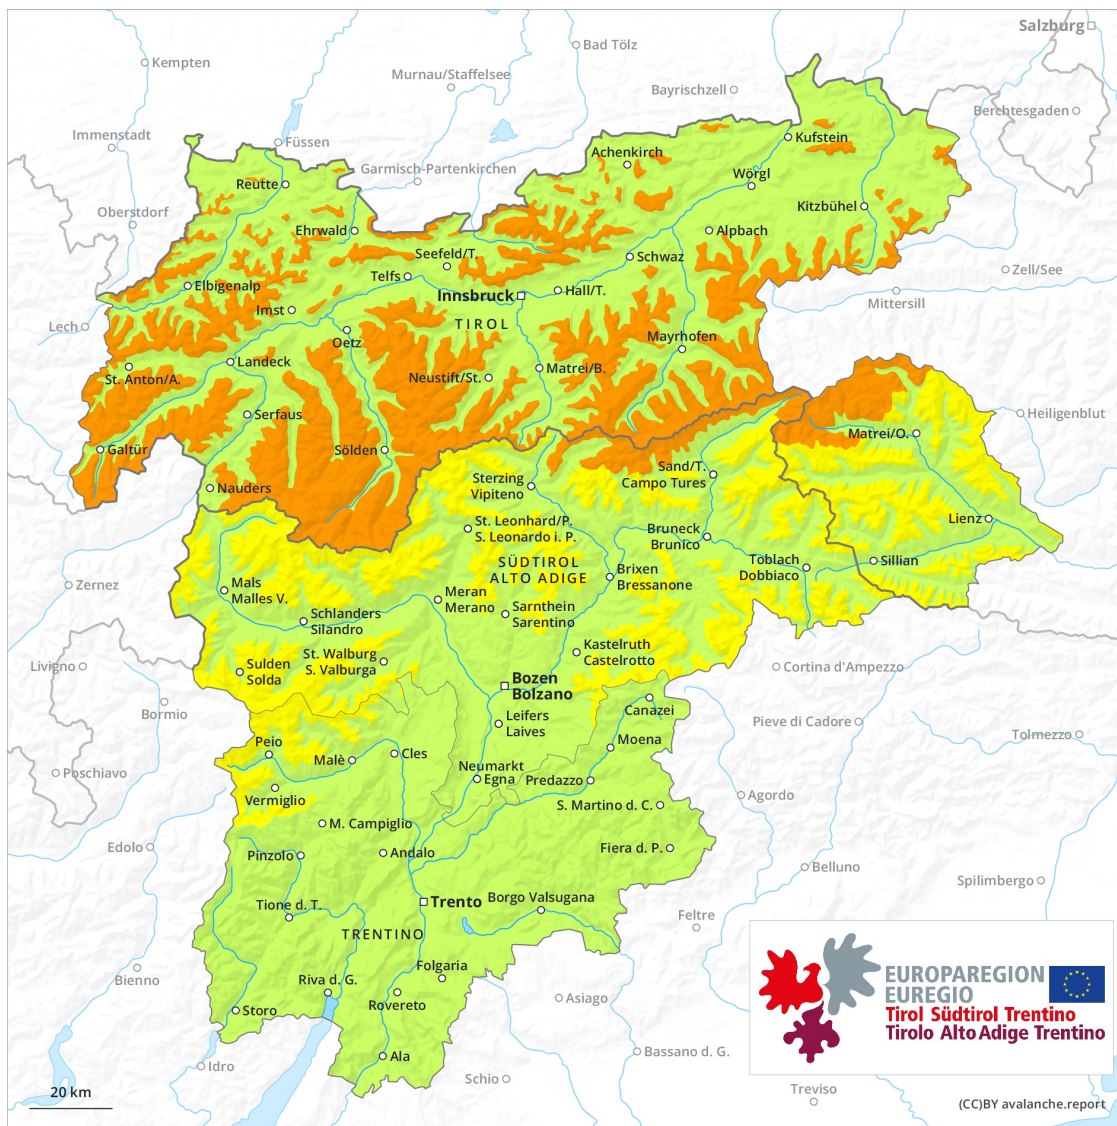 Salzburg
Bad Tölz
Kempten
Murnau/Staffelsee
Bayrischzell
Berchtesgaden
Immenstadt
Füssen
Kufstein
Achenkirch
Garmisch-Partenkirchen
Wörgl
Reutte
Oberstdorf
Kitzbühel
Ehrwald
Alpbach
Seefeld/T.
Schwaz
Telfs
Zell/See
Elbigenalp
Hall/T.
Innsbruck
Mittersill
Imst
TIROL
Lech
Oetz
Mayrhofen
Landeck
Matrei/B.
St. Anton/A.
Neustift/St.
Serfaus
Heiligenblut
Matrei/O.
Galtür
Sölden
Sand/T.
Campo Tures
Sterzing
Vipiteno
Nauders
Lienz
St. Leonhard/P.
S. Leonardo i. P.
Bruneck
Brunico
SÜDTIROL
ALTO ADIGE
Toblach
Dobbiaco
Sillian
Brixen
Bressanone
Zernez
Mals
Malles V.
Meran
Merano
Sarnthein
Sarentino
Schlanders
Silandro
Kastelruth
Castelrotto
St. Walburg
S. Valburga
Livigno
Sulden
Solda
Cortina d'Ampezzo
Bozen
Bolzano
Bormio
Canazei
Leifers
Laives
Pieve di Cadore
Tolmezzo
Moena
Peio
Cles
Malè
Poschiavo
Neumarkt
Egna
Predazzo
Vermiglio
Agordo
S. Martino d. C.
M. Campiglio
Edolo
Fiera d. P.
Pinzolo
Andalo
Belluno
Spilimbergo
Trento
Borgo Valsugana
Tione d. T.
Feltre
TRENTINO
Folgaria
Bienno
Riva d. G.
Asiago
Rovereto
Storo
Bassano d. G.
Ala
Idro
Schio
Treviso
EUROPAREGION
EUREGIO
Tirol Südtirol Trentino
Tirolo Alto Adige Trentino
20 km
(CC)BY avalanche.report